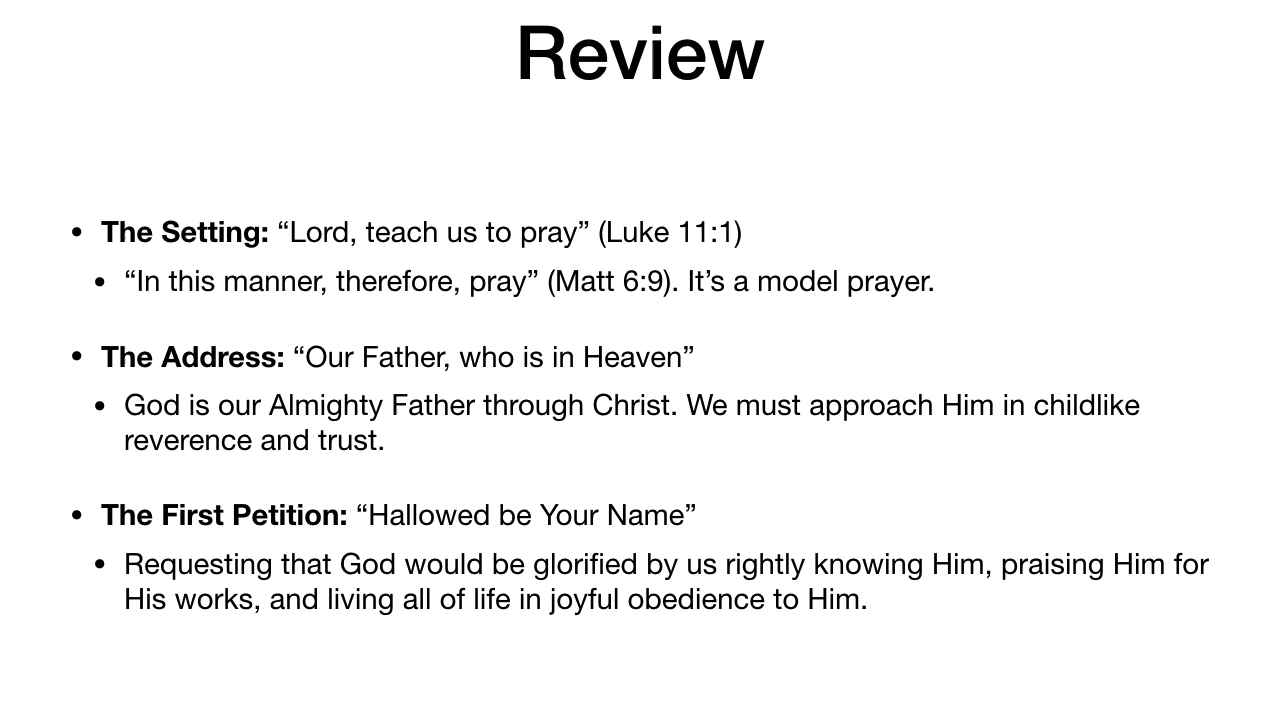 Review
• The Setting: “Lord, teach us to pray” (Luke 11:1)
• “In this manner, therefore, pray” (Matt 6:9). It’s a model prayer.
• The Address: “Our Father, who is in Heaven”
• God is our Almighty Father through Christ. We must approach Him in childlike
reverence and trust.
• The First Petition: “Hallowed be Your Name”
• Requesting that God would be glorified by us rightly knowing Him, praising Him for
His works, and living all of life in joyful obedience to Him.